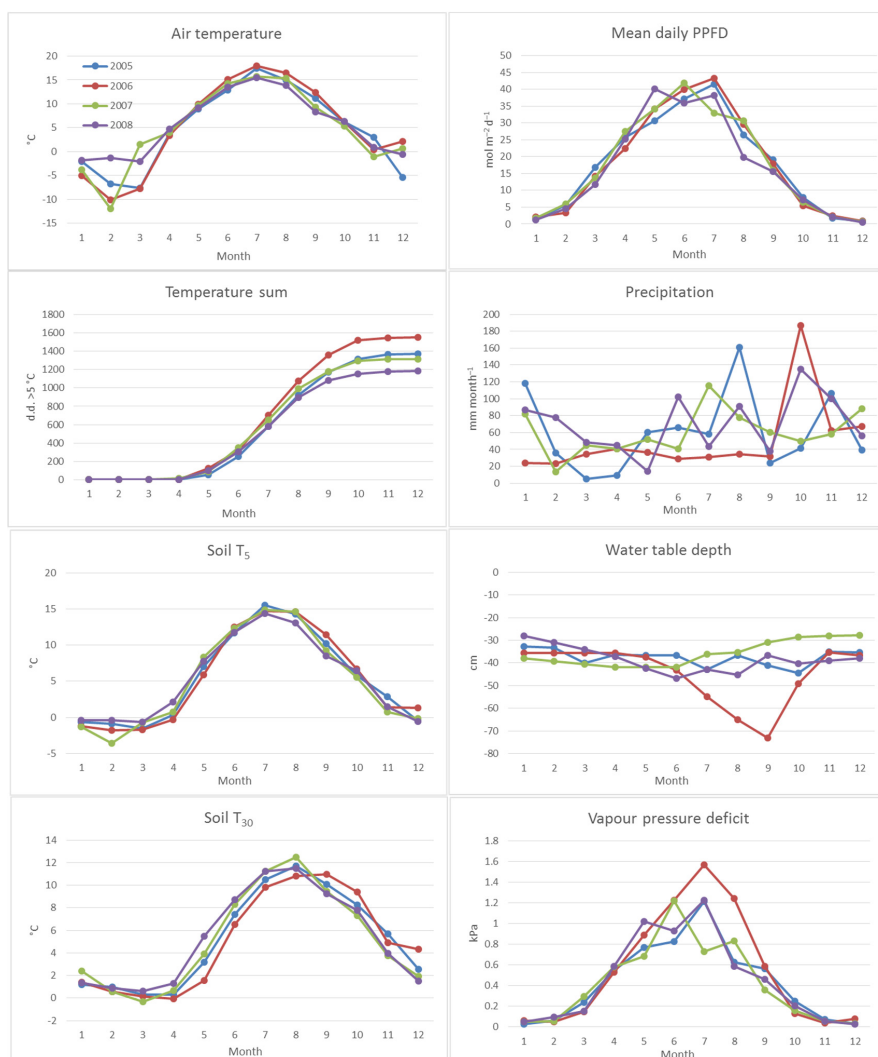 Air temperature
20
15
10
5
0
-5
-10
-15
°C
2005
2006
2007
2008
1 2 3 4 5 6 7 8 9 10 11 12
Month
Mean daily PPFD
50
45
40
35
30
25
20
15
10
5
0
mol m⁻² d⁻¹
1 2 3 4 5 6 7 8 9 10 11 12
Month
Temperature sum
1800
1600
1400
1200
1000
800
600
400
200
0
d.d. >5 °C
1 2 3 4 5 6 7 8 9 10 11 12
Month
Precipitation
200
180
160
140
120
100
80
60
40
20
0
mm month⁻¹
1 2 3 4 5 6 7 8 9 10 11 12
Month
Soil T₅
20
15
10
5
0
-5
°C
1 2 3 4 5 6 7 8 9 10 11 12
Month
Water table depth
0
-10
-20
-30
-40
-50
-60
-70
-80
cm
1 2 3 4 5 6 7 8 9 10 11 12
Month
Soil T₃₀
14
12
10
8
6
4
2
0
-2
°C
1 2 3 4 5 6 7 8 9 10 11 12
Month
Vapour pressure deficit
1.8
1.6
1.4
1.2
1
0.8
0.6
0.4
0.2
0
kPa
1 2 3 4 5 6 7 8 9 10 11 12
Month